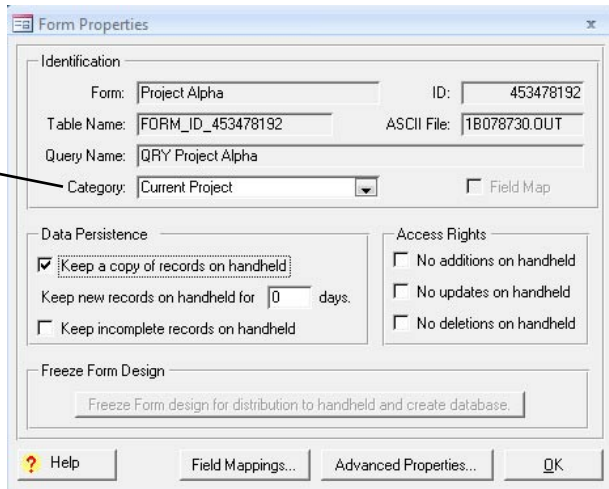 Form Properties x
Identification
Form: Project Alpha ID: 453478192
Table Name: FORM_ID_453478192 ASCII File: 1B078730.OUT
Query Name: QRY Project Alpha
Category: Current Project Field Map
Data Persistence Access Rights
Keep a copy of records on handheld No additions on handheld
Keep new records on handheld for 0 days. No updates on handheld
Keep incomplete records on handheld No deletions on handheld
Freeze Form Design
Freeze Form design for distribution to handheld and create database.
? Help Field Mappings... Advanced Properties... OK